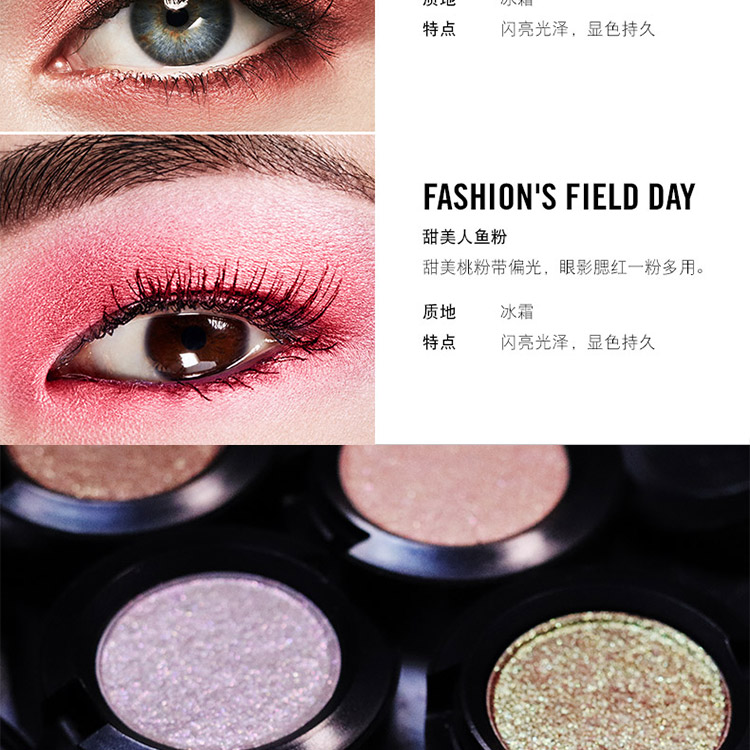 特点 闪亮光泽，显色持久
FASHION'S FIELD DAY
甜美人鱼粉
甜美桃粉带偏光，眼影腮红一粉多用。
质地 冰霜
特点 闪亮光泽，显色持久